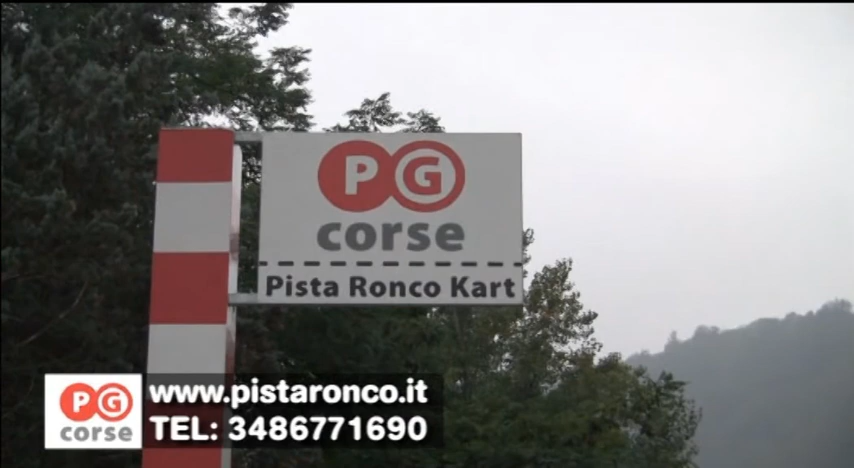 PG
corse
Pista Ronco Kart
PG
corse
www.pistaronco.it
TEL: 3486771690